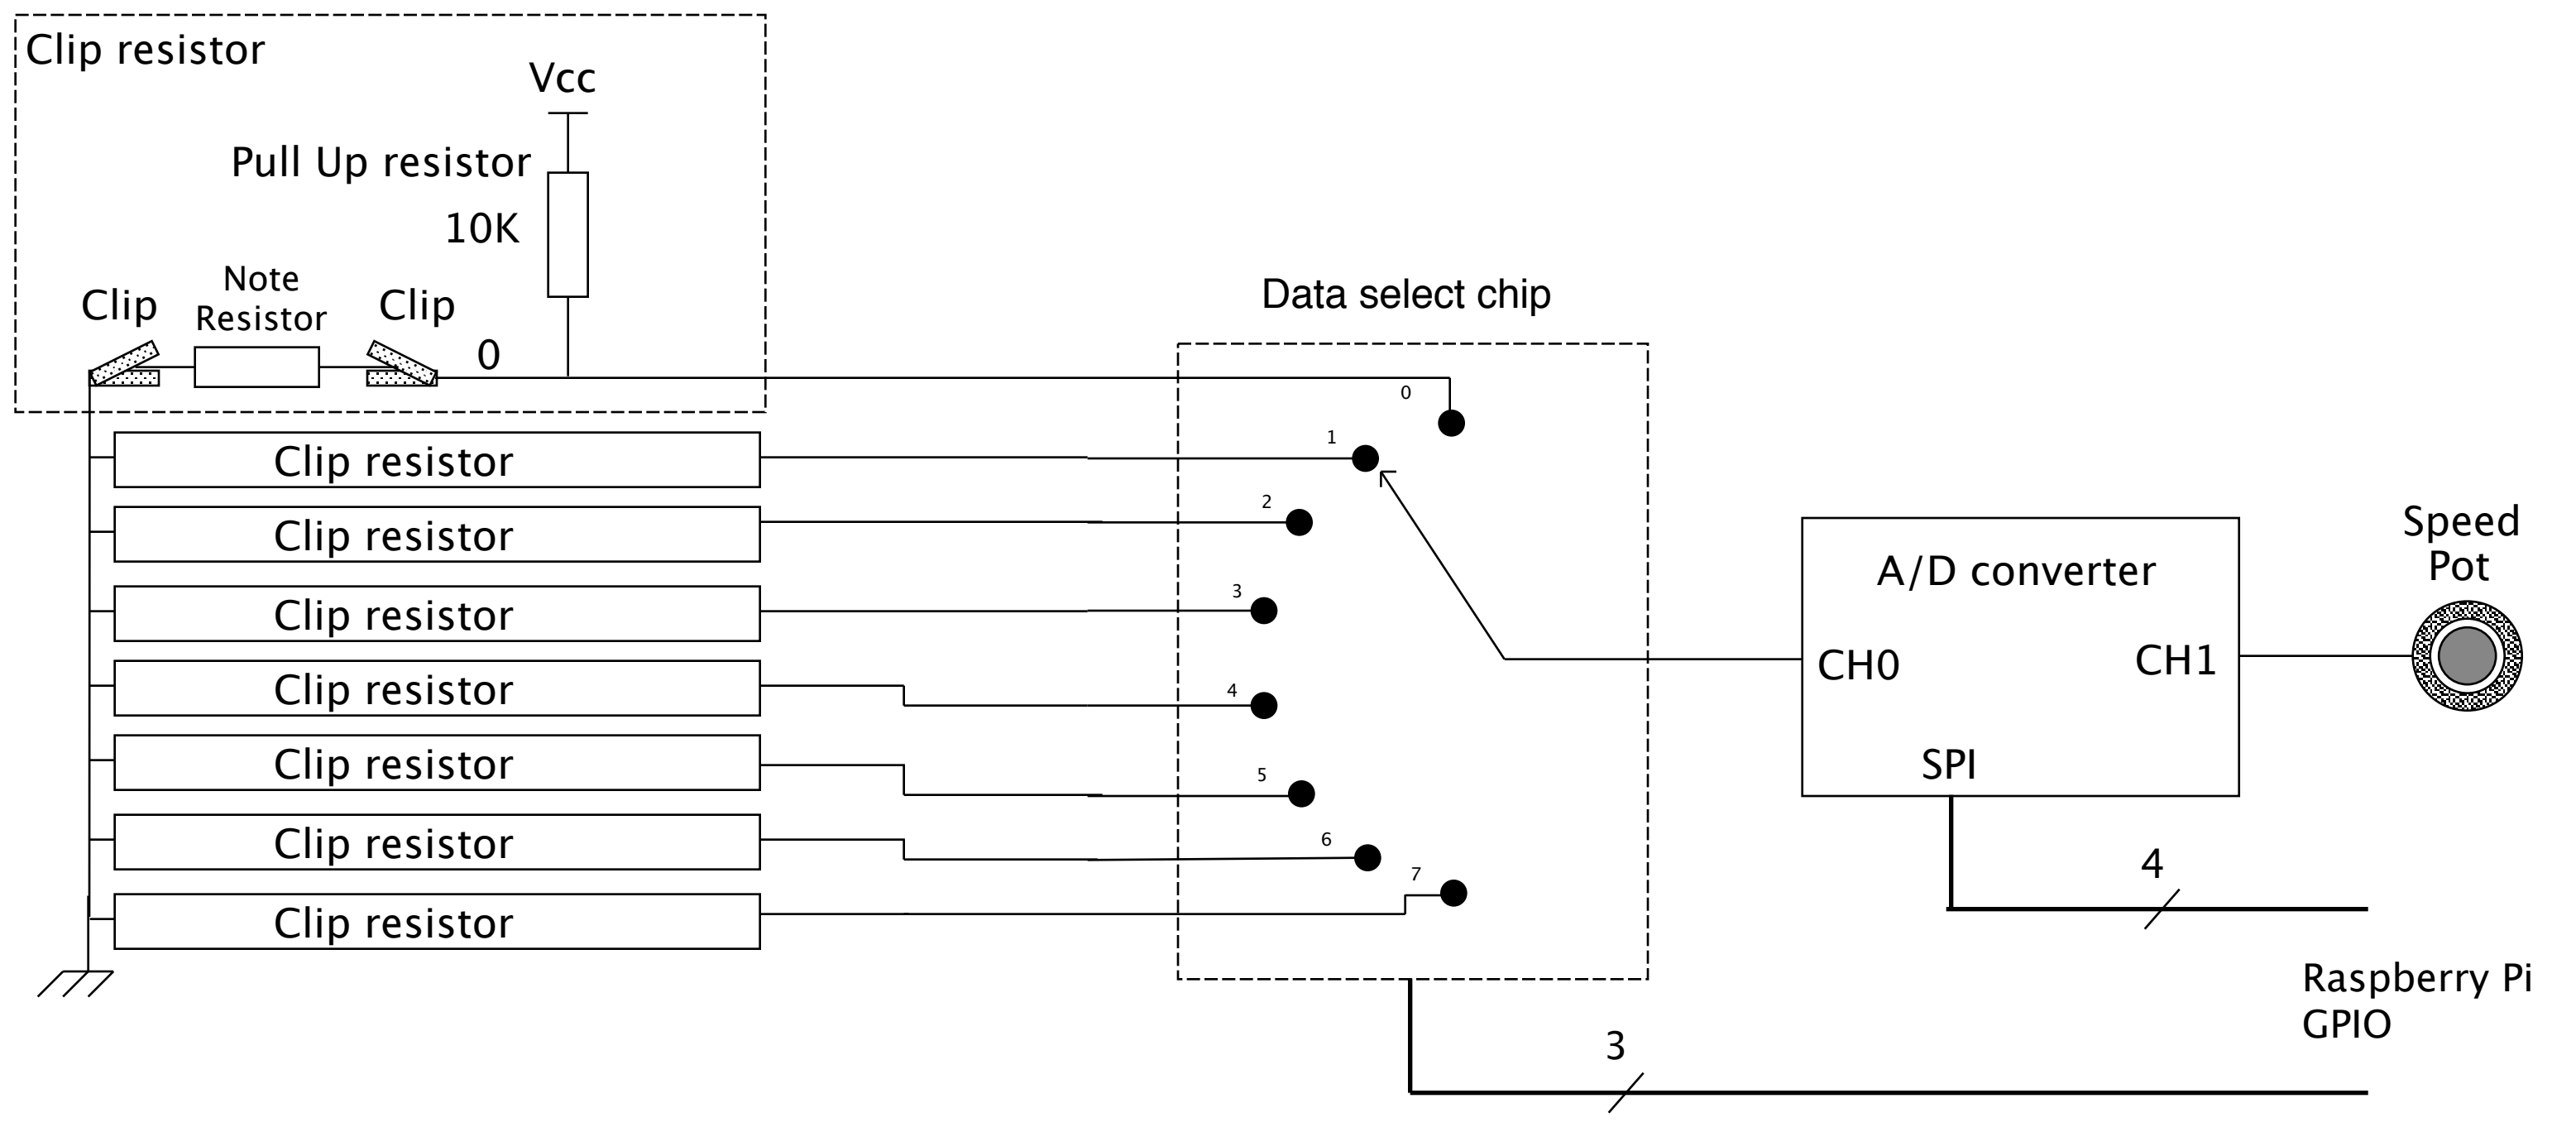 Clip resistor
Vcc
Pull Up resistor
10K
Note
Resistor
Clip
Clip
0
Data select chip
0
1
2
3
4
5
6
7
Clip resistor
Clip resistor
Clip resistor
Clip resistor
Clip resistor
Clip resistor
Clip resistor
A/D converter
CH0
CH1
SPI
Speed
Pot
4
Raspberry Pi
GPIO
3